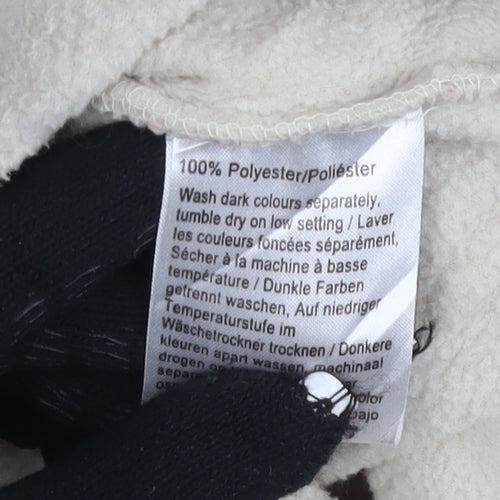 100% Polyester/Poliéster
Wash dark colours separately,
tumble dry on low setting / Laver
les couleurs foncées séparément,
Sécher à la machine à basse
température / Dunkle Farben
getrennt waschen, Auf niedriger
Temperaturstufe im
Wäschetrockner trocknen / Donkere
kleuren apart wassen, machinaal
drogen